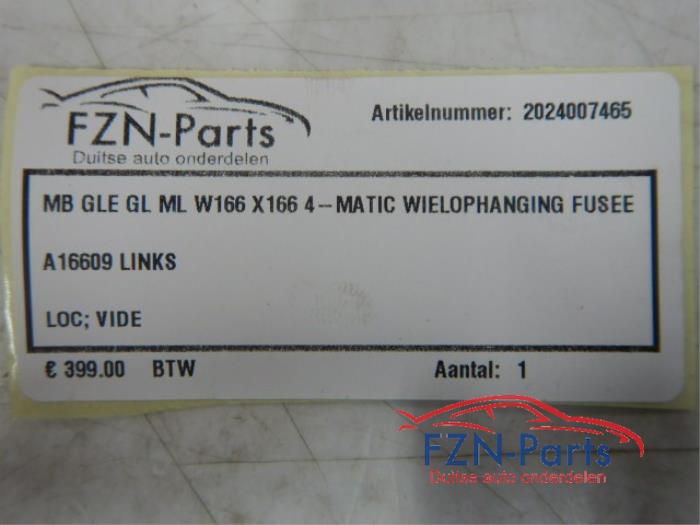 FZN-Parts
Duitse auto onderdelen
Artikelnummer: 2024007465
MB GLE GL ML W166 X166 4-MATIC WIELOPHANGING FUSEE
A16609 LINKS
LOC; VIDE
€ 399.00 BTW Aantal: 1
FZN-Parts
Duitse auto onderdelen